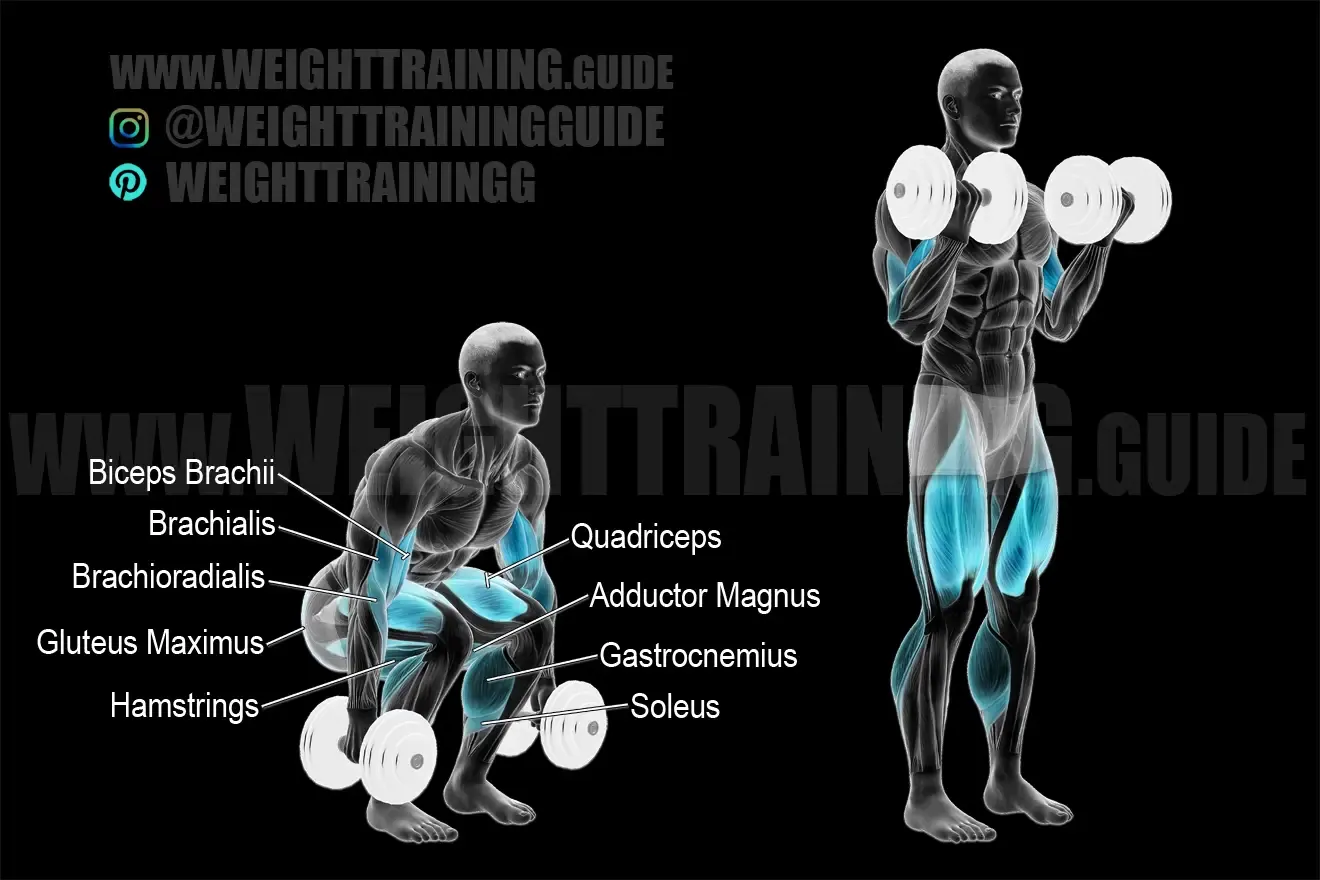 WWW.WEIGHTTRAINING.GUIDE
@WEIGHTTRAININGGUIDE
WEIGHTTRAININGG
WWW.WEIGHTTRAINING.GUIDE
Biceps Brachii
Brachialis
Brachioradialis
Gluteus Maximus
Hamstrings
Quadriceps
Adductor Magnus
Gastrocnemius
Soleus